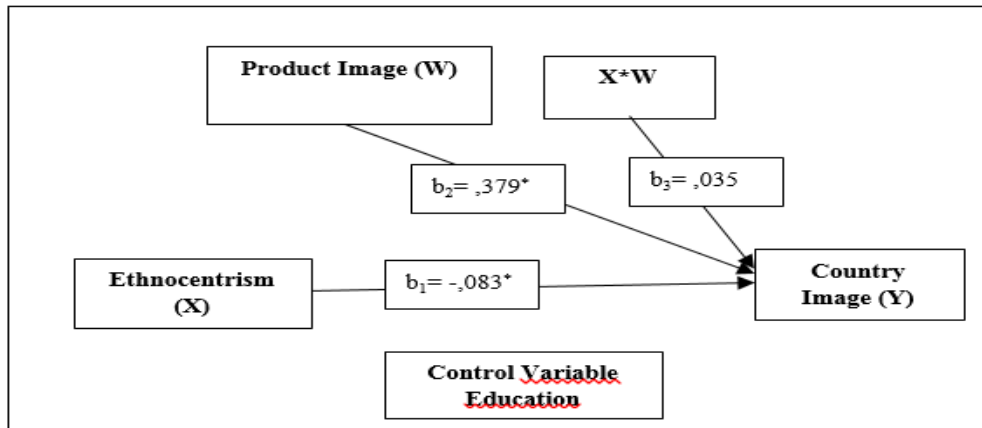 Product Image (W)
X*W
b₂= ,379*
b₃= ,035
Ethnocentrism
(X)
b₁= -,083*
Country
Image (Y)
Control Variable
Education